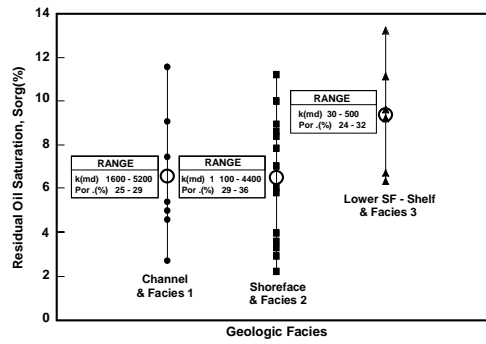 Residual Oil Saturation, Sorg(%)
14
12
10
8
6
4
2
0
RANGE
k(md) 1600 - 5200
Por .(%) 25 - 29
RANGE
k(md) 1 100 - 4400
Por .(%) 29 - 36
RANGE
k(md) 30 - 500
Por .(%) 24 - 32
Channel
& Facies 1
Shoreface
& Facies 2
Lower SF - Shelf
& Facies 3
Geologic Facies